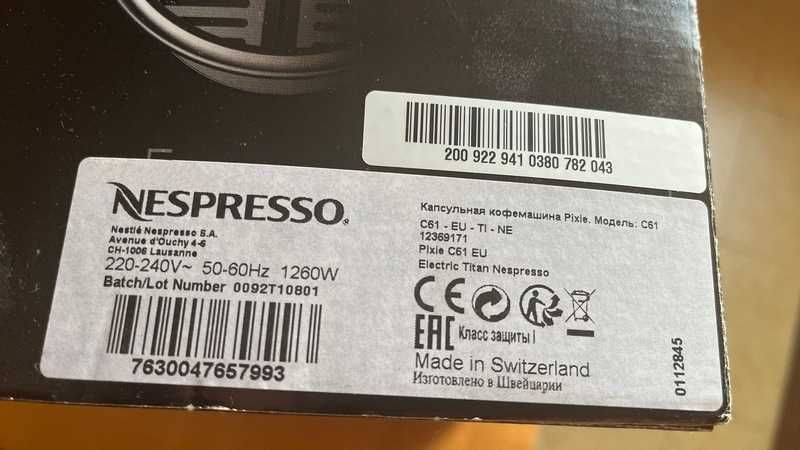 200 922 941 0380 782 043
NESPRESSO®
Nestlé Nespresso S.A.
Avenue d'Ouchy 4-6
CH-1006 Lausanne
220-240V~ 50-60Hz 1260W
Batch/Lot Number 0092T10801
7630047657993
Капсульная кофемашина Pixie. Модель: C61
C61 - EU - TI - NE
12369171
Pixie C61 EU
Electric Titan Nespresso
CE
EAC Класс защиты I
Made in Switzerland
Изготовлено в Швейцарии
0112845